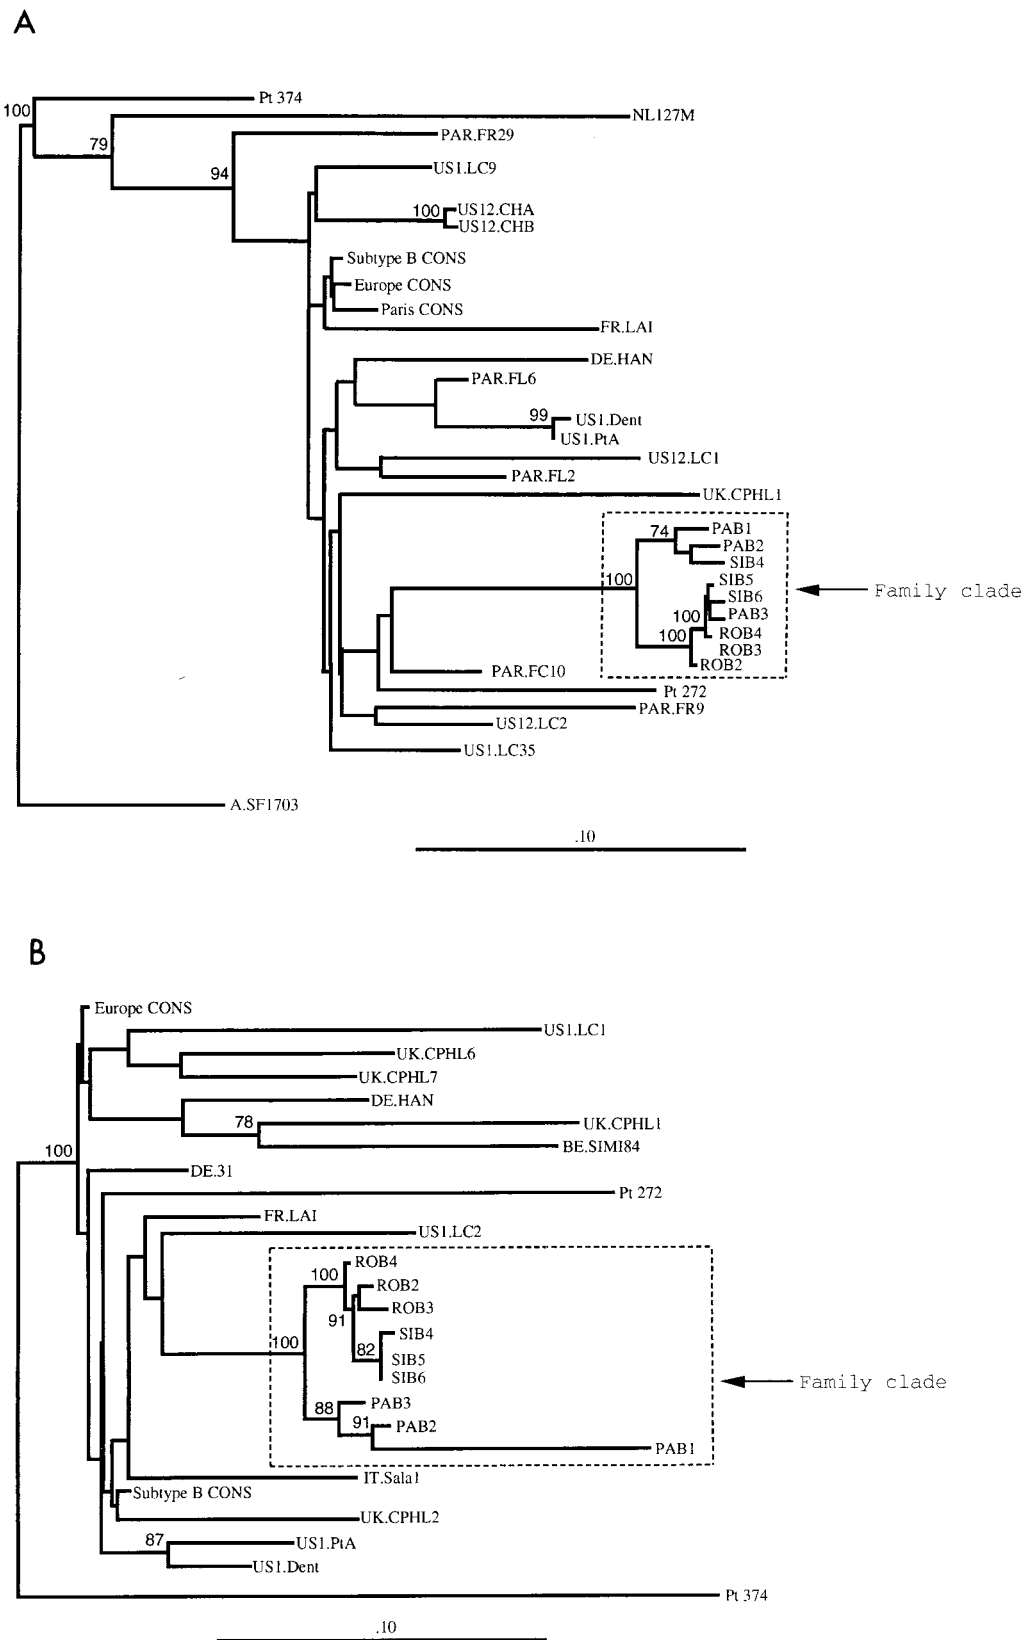 A
Pt 374
100
NL127M
PAR.FR29
79
US1.LC9
94
US12.CHA
100
US12.CHB
Subtype B CONS
Europe CONS
Paris CONS
FR.LAI
DE.HAN
PAR.FL6
99
US1.Dent
US1.PtA
US12.LC1
PAR.FL2
UK.CPHL1
PAB1
74
PAB2
SIB4
100
SIB5
Family clade
SIB6
PAB3
100
ROB4
100
ROB3
ROB2
PAR.FC10
Pt 272
PAR.FR9
US12.LC2
US1.LC35
A.SF1703
.10
B
Europe CONS
US1.LC1
UK.CPHL6
UK.CPHL7
DE.HAN
78
UK.CPHL1
BE.SIMI84
100
DE.31
Pt 272
FR.LAI
US1.LC2
ROB4
100
ROB2
ROB3
91
SIB4
100
82
SIB5
SIB6
Family clade
PAB3
88
91
PAB2
PAB1
IT.Sala1
Subtype B CONS
UK.CPHL2
87
US1.PtA
US1.Dent
Pt 374
.10